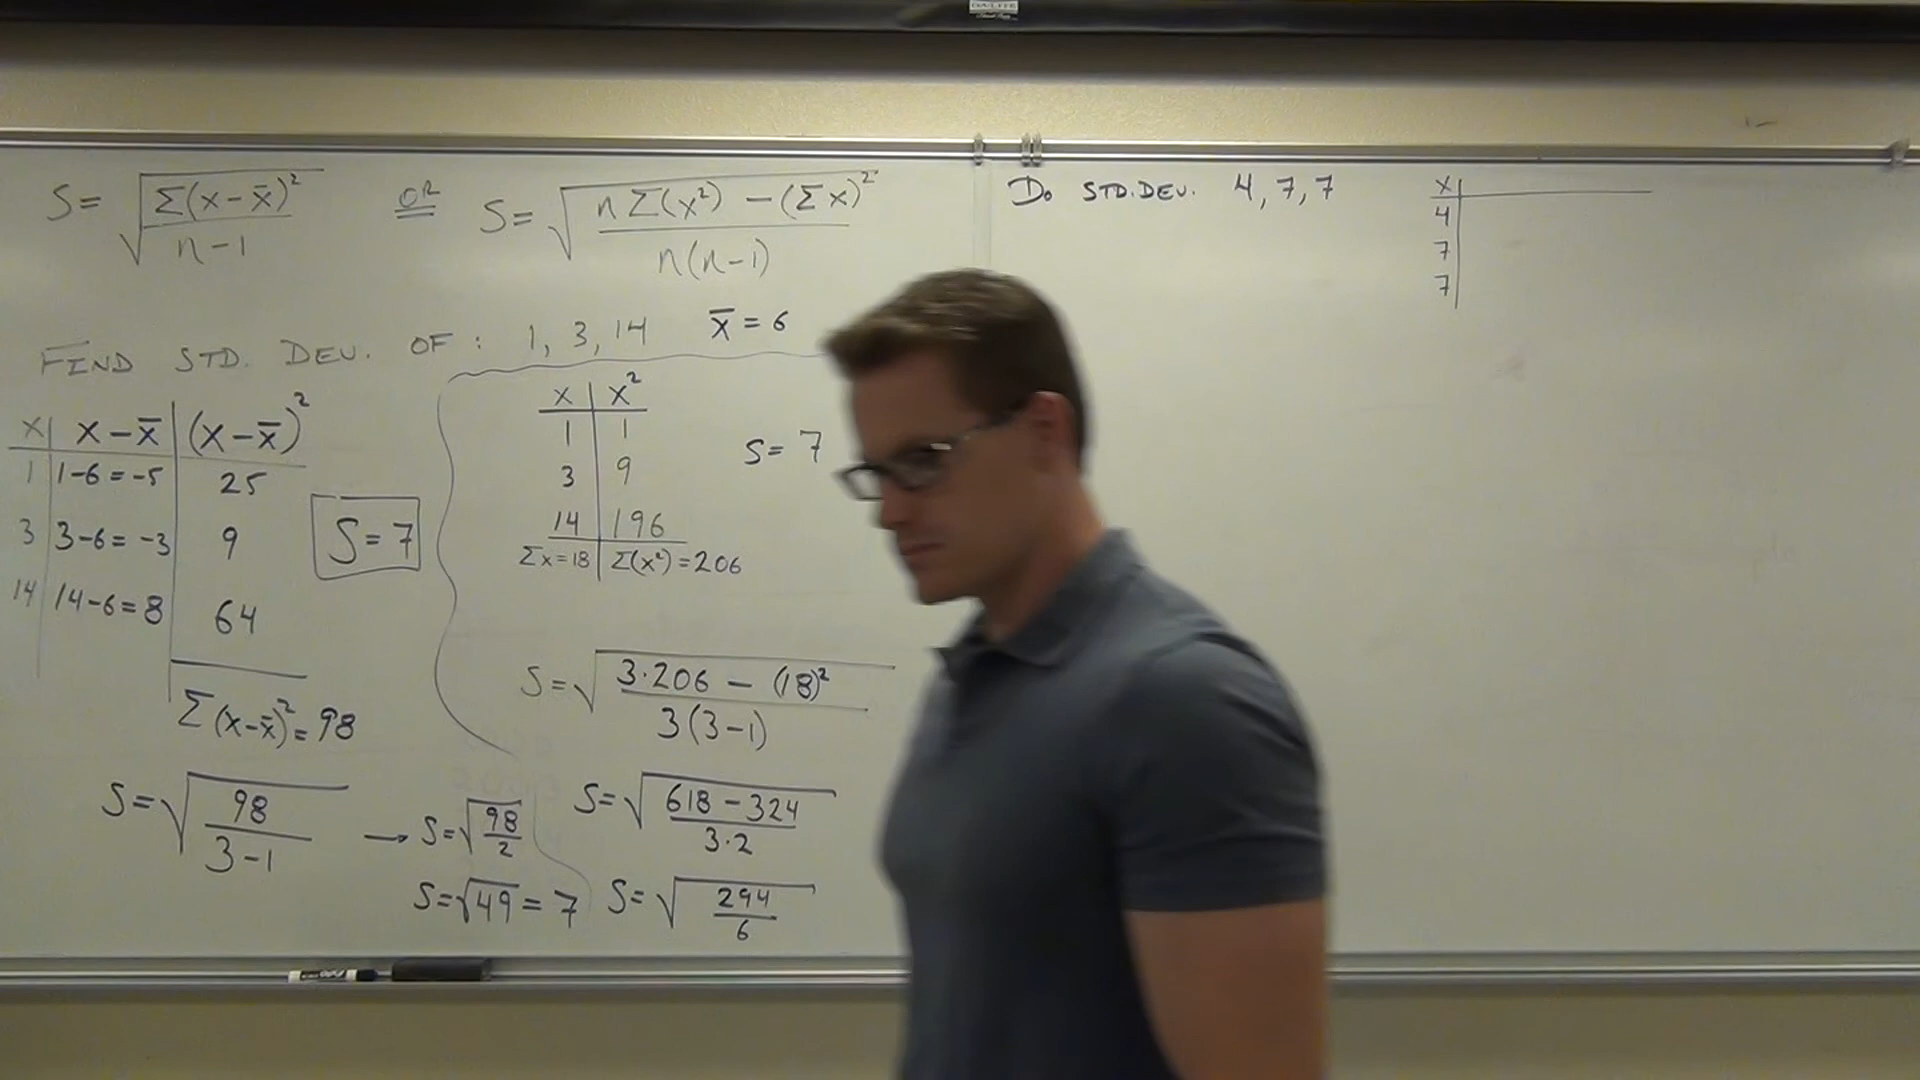 DA-LITE
S = √(Σ(x-x̄)² / n-1) OR S = √(nΣ(x²) - (Σx)² / n(n-1))
FIND STD. DEV. OF: 1, 3, 14 x̄ = 6
x | x-x̄ | (x-x̄)²
1 | 1-6=-5 | 25
3 | 3-6=-3 | 9
14 | 14-6=8 | 64
Σ(x-x̄)²=98
S=7
S=√(98 / 3-1) → S=√(98 / 2)
S=√49 = 7
x | x²
1 | 1
3 | 9
14 | 196
Σx=18 | Σ(x²)=206
S=7
S=√(3·206 - (18)² / 3(3-1))
S=√(618-324 / 3·2)
S=√(294 / 6)
Do STD.DEV. 4,7,7
x
4
7
7